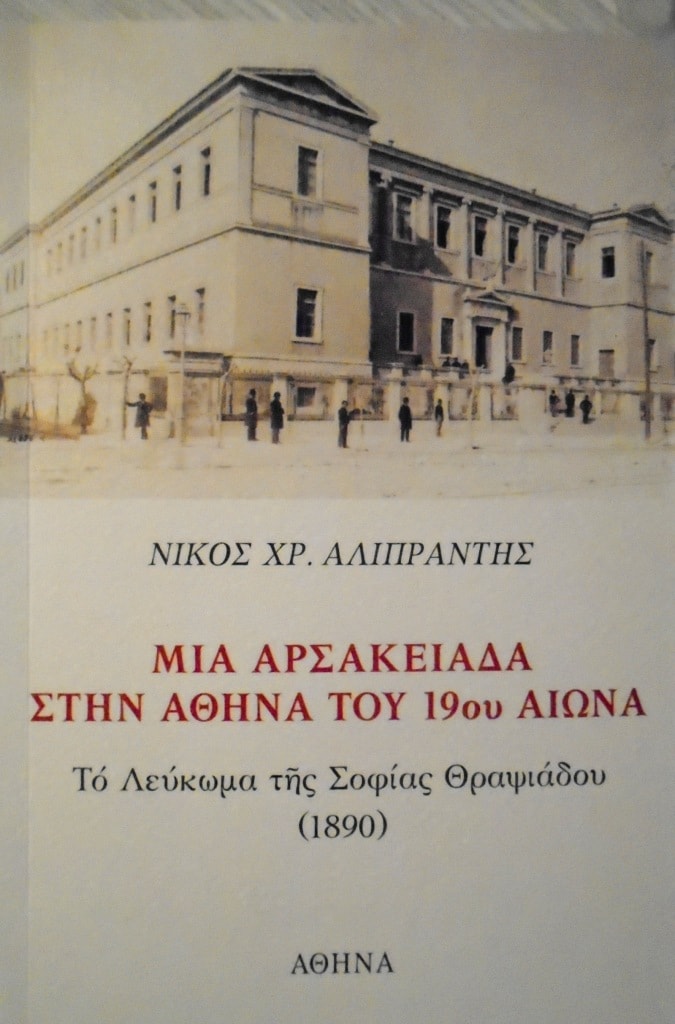 ΝΙΚΟΣ ΧΡ. ΑΛΙΠΡΑΝΤΗΣ
ΜΙΑ ΑΡΣΑΚΕΙΑΔΑ
ΣΤΗΝ ΑΘΗΝΑ ΤΟΥ 19ου ΑΙΩΝΑ
Τό Λεύκωμα τῆς Σοφίας Θραψιάδου
(1890)
ΑΘΗΝΑ